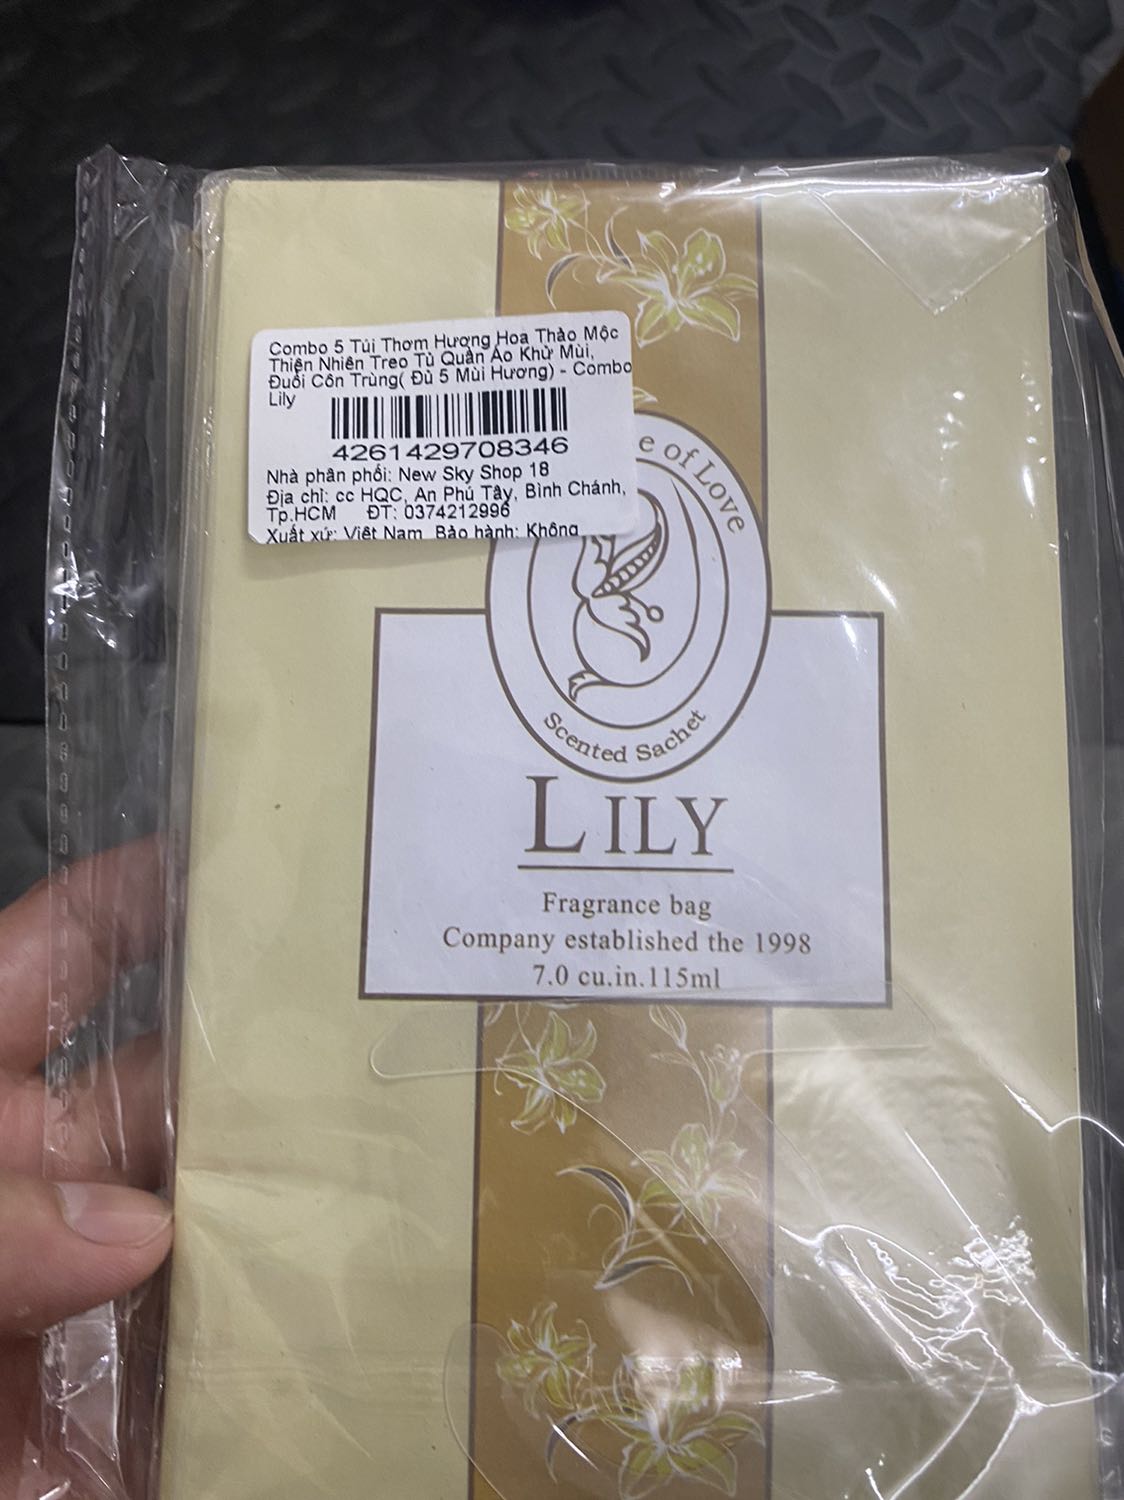 Combo 5 Túi Thơm Hương Hoa Thảo Mộc
Thiên Nhiên Treo Tủ Quần Áo Khử Mùi,
Đuổi Côn Trùng( Đủ 5 Mùi Hương) - Combo
Lily
4261429708346
Nhà phân phối: New Sky Shop 18
Địa chỉ: cc HQC, An Phú Tây, Bình Chánh,
Tp.HCM ĐT: 0374212996
Xuất xứ: Việt Nam Bảo hành: Không
of Love
Scented Sachet
LILY
Fragrance bag
Company established the 1998
7.0 cu.in.115ml